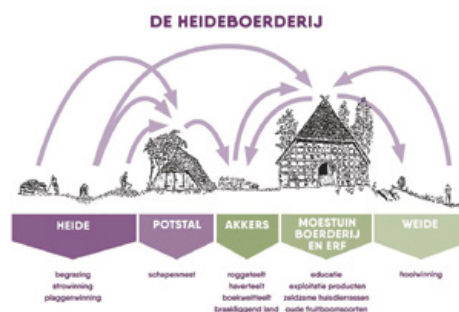 DE HEIDEBOERDERIJ
HEIDE
begrazing
strowinning
plaggenwinning
POTSTAL
schapenmest
AKKERS
roggeteelt
haverteelt
boekweitteelt
braakliggend land
MOESTUIN
BOERDERIJ
EN ERF
educatie
exploitatie producten
zeldzame huisdierrassen
oude fruitboomsoorten
WEIDE
hooiwinning